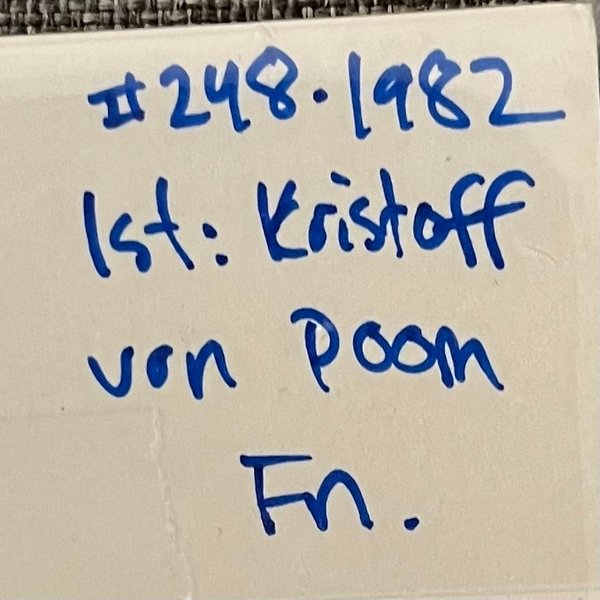 #248.1982
1st: Kristoff
von Poom
Fn.